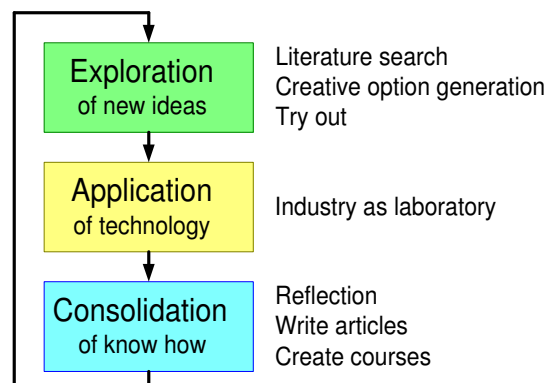 Exploration
of new ideas
Literature search
Creative option generation
Try out
Application
of technology
Industry as laboratory
Consolidation
of know how
Reflection
Write articles
Create courses